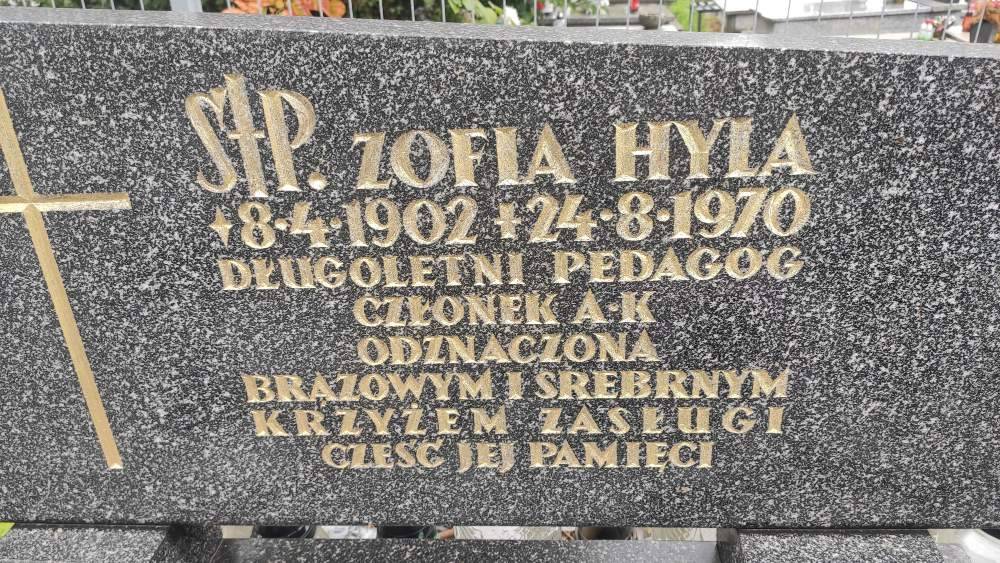 Ś†P. ZOFIA HYLA
✦8·4·1902 ✝24·8·1970
DŁUGOLETNI PEDAGOG
CZŁONEK A·K
ODZNACZONA
BRĄZOWYM I SREBRNYM
KRZYŻEM ZASŁUGI
CZEŚĆ JEJ PAMIĘCI